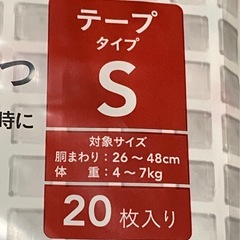 テープ
タイプ
S
対象サイズ
胴まわり：26～48cm
体　　重：4～7kg
20枚入り
つ
時に